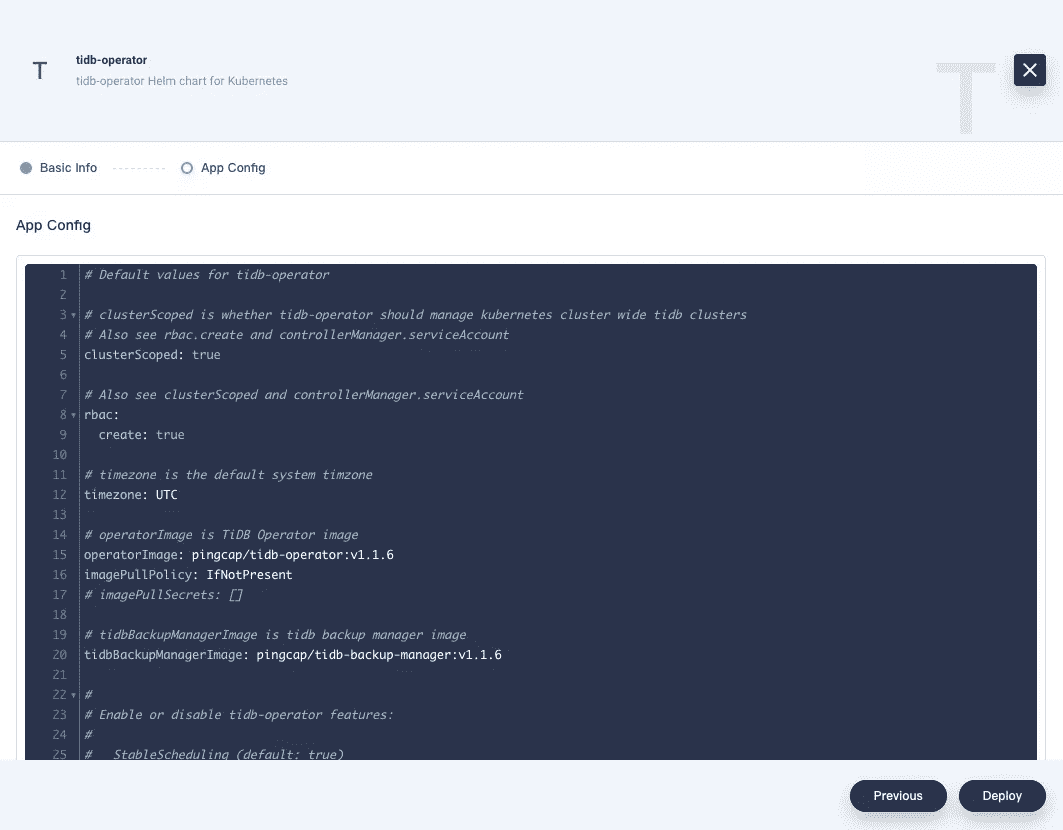 T
tidb-operator
tidb-operator Helm chart for Kubernetes
T
Basic Info
App Config
App Config
1 # Default values for tidb-operator
2
3 # clusterScoped is whether tidb-operator should manage kubernetes cluster wide tidb clusters
4 # Also see rbac.create and controllerManager.serviceAccount
5 clusterScoped: true
6
7 # Also see clusterScoped and controllerManager.serviceAccount
8 rbac:
9   create: true
10
11 # timezone is the default system timzone
12 timezone: UTC
13
14 # operatorImage is TiDB Operator image
15 operatorImage: pingcap/tidb-operator:v1.1.6
16 imagePullPolicy: IfNotPresent
17 # imagePullSecrets: []
18
19 # tidbBackupManagerImage is tidb backup manager image
20 tidbBackupManagerImage: pingcap/tidb-backup-manager:v1.1.6
21
22 #
23 # Enable or disable tidb-operator features:
24 #
25 #   StableScheduling (default: true)
Previous
Deploy